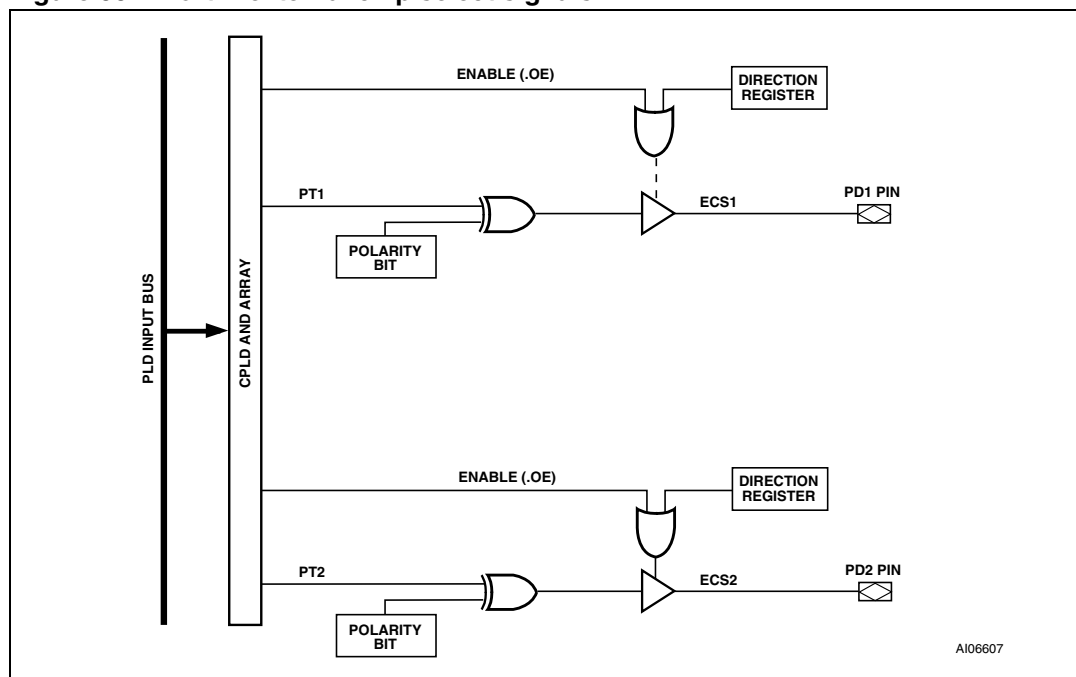 ENABLE (.OE)
DIRECTION
REGISTER
PT1
ECS1
PD1 PIN
POLARITY
BIT
PLD INPUT BUS
CPLD AND ARRAY
ENABLE (.OE)
DIRECTION
REGISTER
PT2
ECS2
PD2 PIN
POLARITY
BIT
AI06607